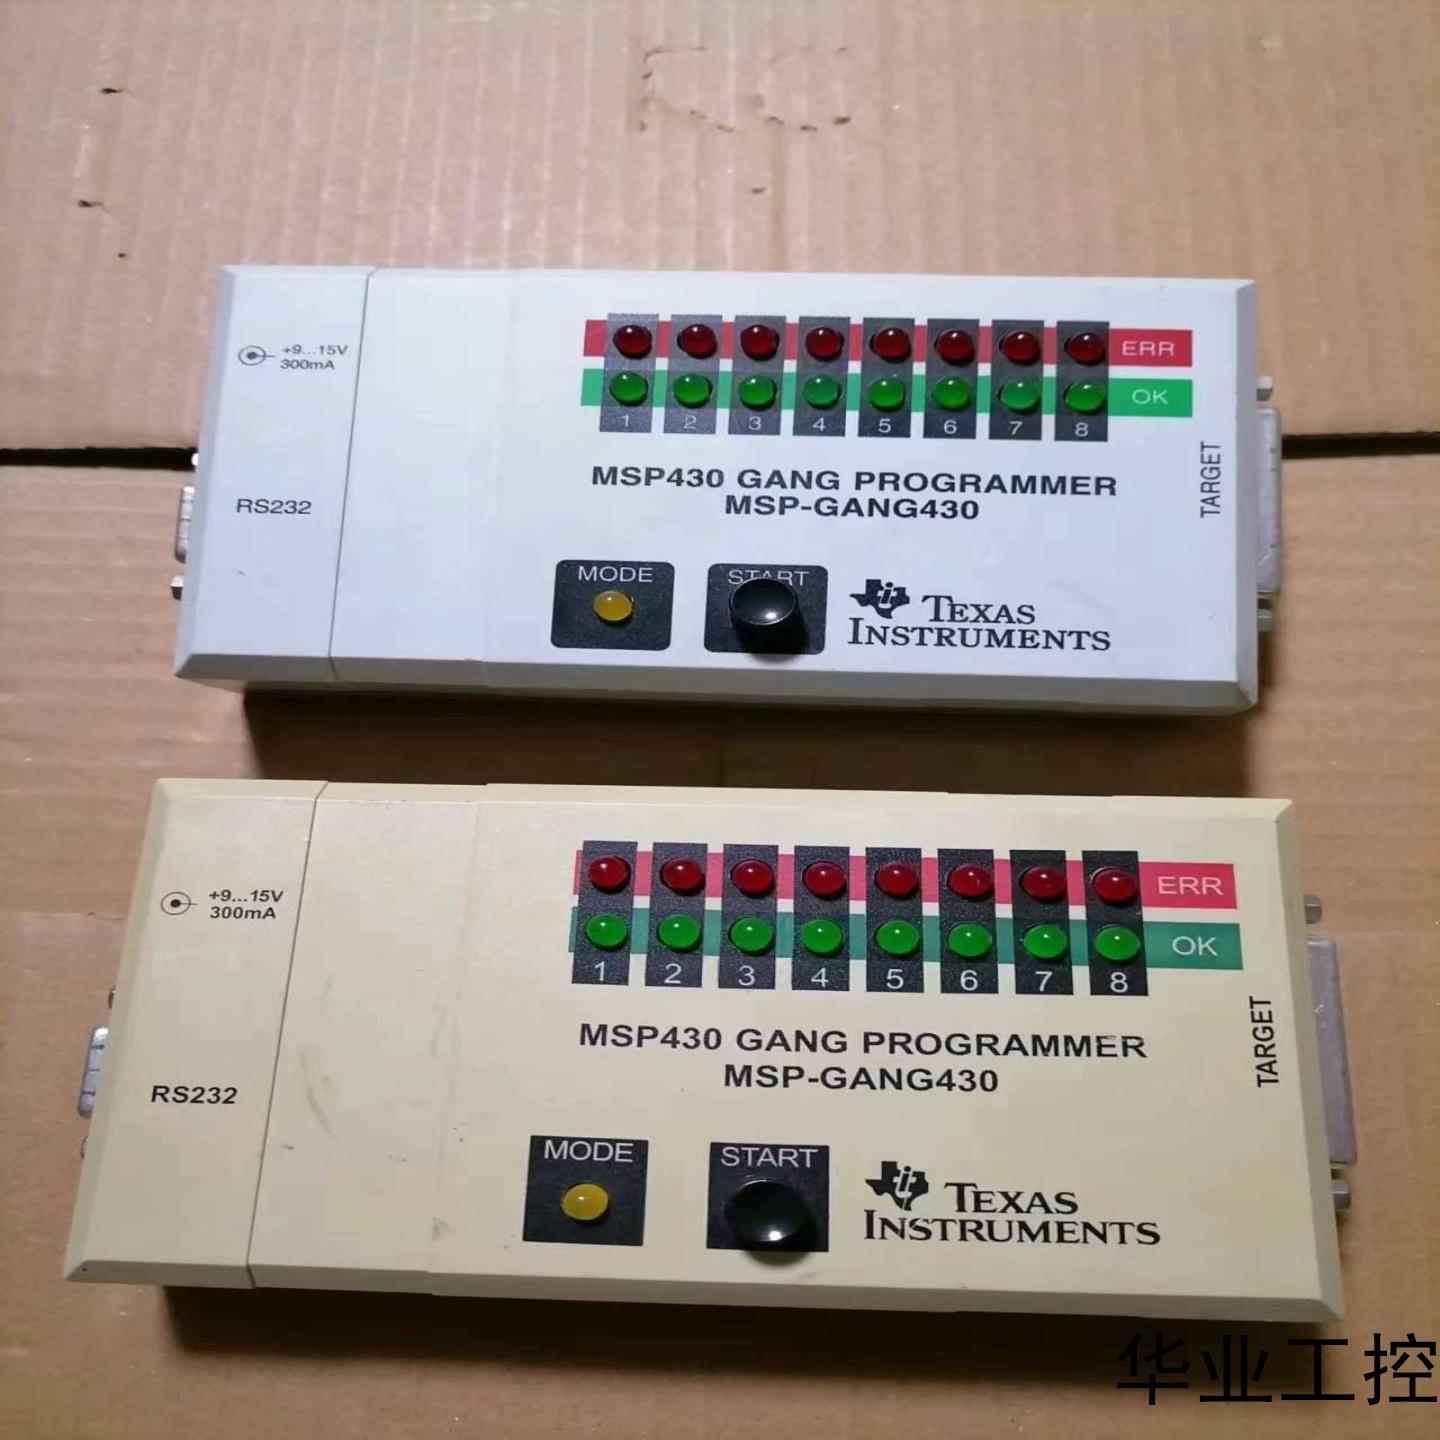 +9...15V
300mA
RS232
ERR
OK
1 2 3 4 5 6 7 8
MSP430 GANG PROGRAMMER
MSP-GANG430
MODE
START
TEXAS
INSTRUMENTS
TARGET
+9...15V
300mA
RS232
ERR
OK
1 2 3 4 5 6 7 8
MSP430 GANG PROGRAMMER
MSP-GANG430
MODE
START
TEXAS
INSTRUMENTS
TARGET
华业工控